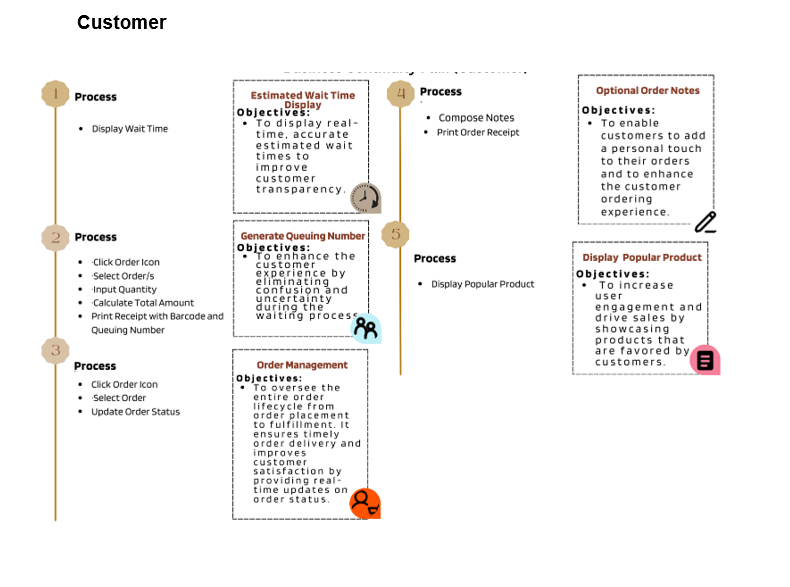 Customer
1
Process
Display Wait Time
Estimated Wait Time
Display
Objectives:
To display real-
time, accurate
estimated wait
times to
improve
customer
transparency.
2
Process
·Click Order Icon
·Select Order/s
·Input Quantity
·Calculate Total Amount
Print Receipt with Barcode and
Queuing Number
Generate Queuing Number
Objectives:
To enhance the
customer
experience by
eliminating
confusion and
uncertainty
during the
waiting process
3
Process
Click Order Icon
·Select Order
Update Order Status
Order Management
Objectives:
To oversee the
entire order
lifecycle from
order placement
to fulfillment. It
ensures timely
order delivery and
improves
customer
satisfaction by
providing real-
time updates on
order status.
4
Process
Compose Notes
Print Order Receipt
Optional Order Notes
Objectives:
To enable
customers to add
a personal touch
to their orders
and to enhance
the customer
ordering
experience.
5
Process
Display Popular Product
Display Popular Product
Objectives:
To increase
user
engagement and
drive sales by
showcasing
products that
are favored by
customers.